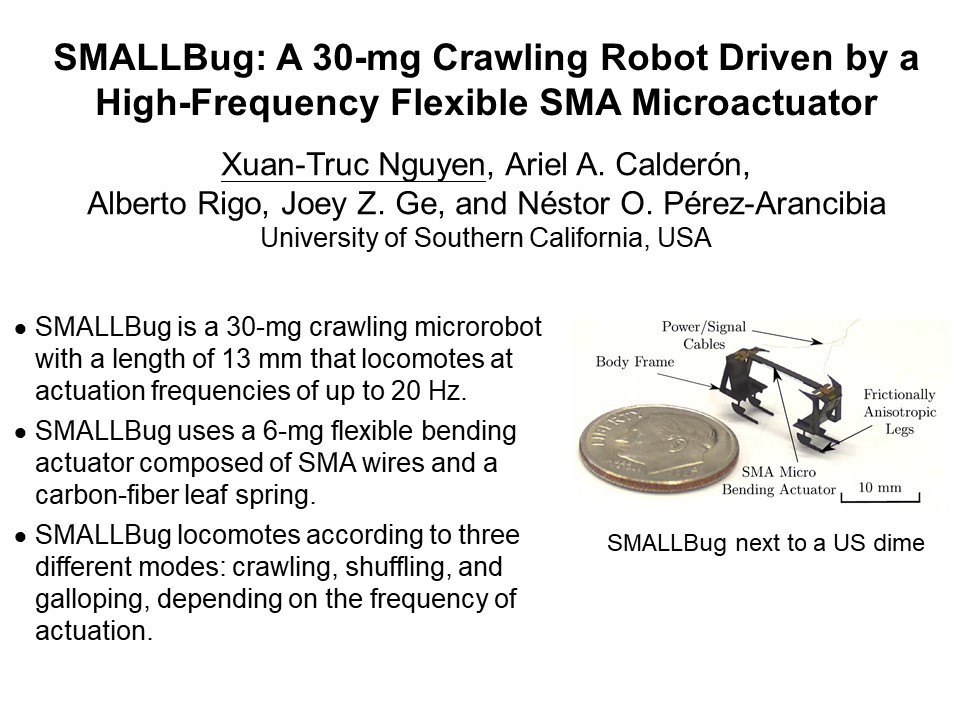 SMALLBug: A 30-mg Crawling Robot Driven by a
High-Frequency Flexible SMA Microactuator
Xuan-Truc Nguyen, Ariel A. Calderón,
Alberto Rigo, Joey Z. Ge, and Néstor O. Pérez-Arancibia
University of Southern California, USA
• SMALLBug is a 30-mg crawling microrobot
with a length of 13 mm that locomotes at
actuation frequencies of up to 20 Hz.
• SMALLBug uses a 6-mg flexible bending
actuator composed of SMA wires and a
carbon-fiber leaf spring.
• SMALLBug locomotes according to three
different modes: crawling, shuffling, and
galloping, depending on the frequency of
actuation.
Power/Signal
Cables
Body Frame
Frictionally
Anisotropic
Legs
LIBERTY
SMA Micro
Bending Actuator
10 mm
SMALLBug next to a US dime